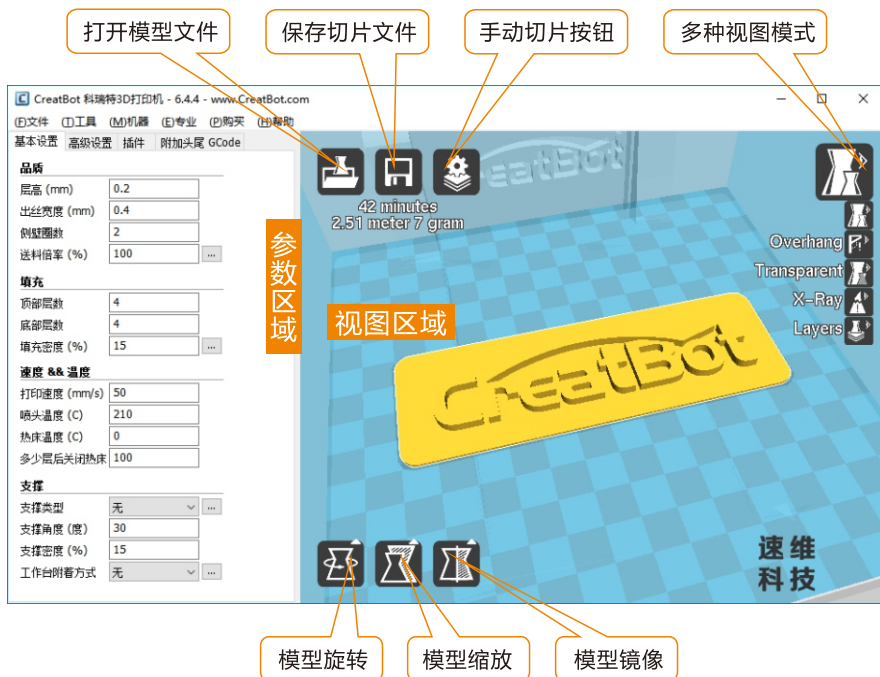 打开模型文件
保存切片文件
手动切片按钮
多种视图模式
CreatBot 科瑞特3D打印机 - 6.4.4 - www.CreatBot.com
(F)文件 (T)工具 (M)机器 (E)专业 (P)购买 (H)帮助
基本设置 高级设置 插件 附加头尾 GCode
品质
层高 (mm) 0.2
出丝宽度 (mm) 0.4
侧壁圈数 2
送料倍率 (%) 100 ...
填充
顶部层数 4
底部层数 4
填充密度 (%) 15 ...
速度 && 温度
打印速度 (mm/s) 50
喷头温度 (C) 210
热床温度 (C) 0
多少层后关闭热床 100
支撑
支撑类型 无 ...
支撑角度 (度) 30
支撑密度 (%) 15
工作台附着方式 无 ...
参数区域
42 minutes
2.51 meter 7 gram
CreatBot
视图区域
Overhang
Transparent
X-Ray
Layers
CreatBot
速维
科技
模型旋转
模型缩放
模型镜像